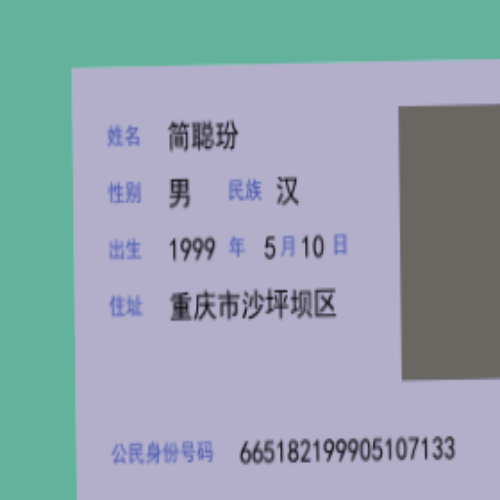 姓名 简聪玢
性别 男 民族 汉
出生 1999 年 5 月 10 日
住址 重庆市沙坪坝区
公民身份号码 665182199905107133